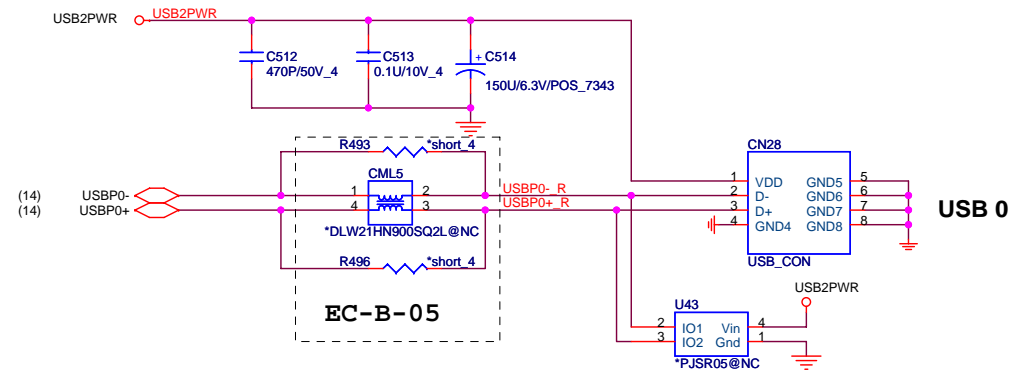 USB2PWR USB2PWR
C512
470P/50V_4
C513
0.1U/10V_4
+ C514
150U/6.3V/POS_7343
R493 *short_4
CML5
1 2
4 3
*DLW21HN900SQ2L@NC
R496 *short_4
EC-B-05
(14) USBP0-
(14) USBP0+
USBP0-_R
USBP0+_R
CN28
1 VDD GND5 5
2 D- GND6 6
3 D+ GND7 7
4 GND4 GND8 8
USB_CON
USB 0
USB2PWR
U43
2 IO1 Vin 4
3 IO2 Gnd 1
*PJSR05@NC